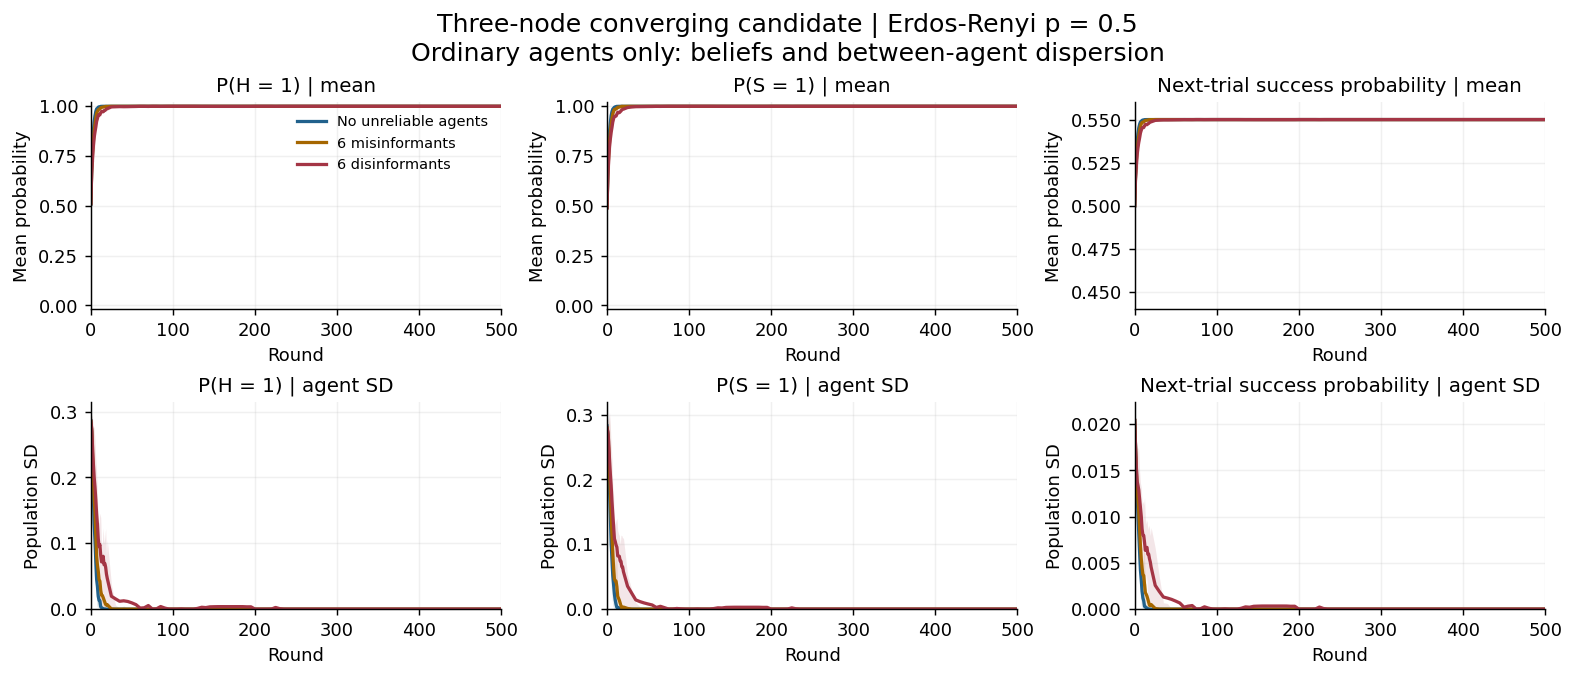 Three-node converging candidate | Erdos-Renyi p = 0.5
Ordinary agents only: beliefs and between-agent dispersion
P(H = 1) | mean
Mean probability
1.00
0.75
0.50
0.25
0.00
No unreliable agents
6 misinformants
6 disinformants
0 100 200 300 400 500
Round
P(S = 1) | mean
Mean probability
1.00
0.75
0.50
0.25
0.00
0 100 200 300 400 500
Round
Next-trial success probability | mean
Mean probability
0.550
0.525
0.500
0.475
0.450
0 100 200 300 400 500
Round
P(H = 1) | agent SD
Population SD
0.3
0.2
0.1
0.0
0 100 200 300 400 500
Round
P(S = 1) | agent SD
Population SD
0.3
0.2
0.1
0.0
0 100 200 300 400 500
Round
Next-trial success probability | agent SD
Population SD
0.020
0.015
0.010
0.005
0.000
0 100 200 300 400 500
Round